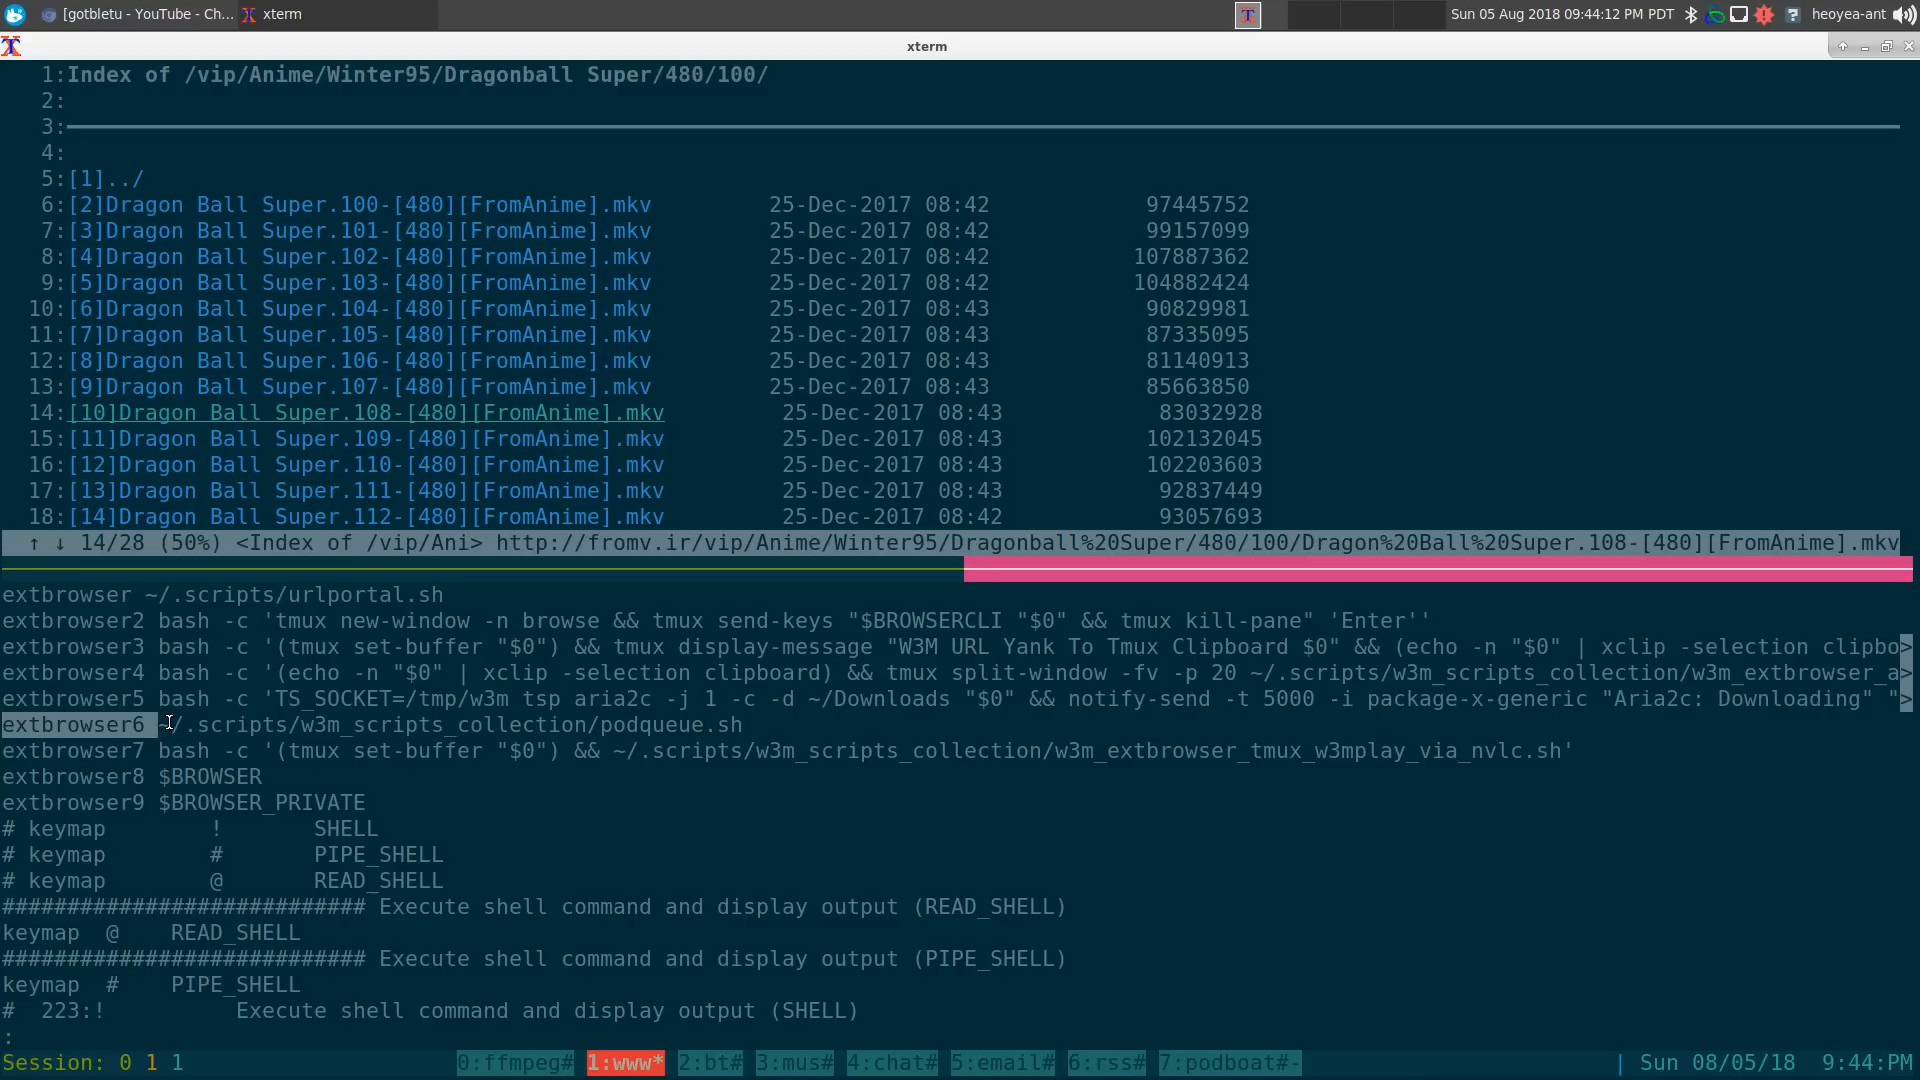 [gotbletu - YouTube - Ch... xterm Sun 05 Aug 2018 09:44:12 PM PDT heoyea-ant
xterm
1:Index of /vip/Anime/Winter95/Dragonball Super/480/100/
2:
3:
4:
5:[1]../
6:[2]Dragon Ball Super.100-[480][FromAnime].mkv 25-Dec-2017 08:42 97445752
7:[3]Dragon Ball Super.101-[480][FromAnime].mkv 25-Dec-2017 08:42 99157099
8:[4]Dragon Ball Super.102-[480][FromAnime].mkv 25-Dec-2017 08:42 107887362
9:[5]Dragon Ball Super.103-[480][FromAnime].mkv 25-Dec-2017 08:42 104882424
10:[6]Dragon Ball Super.104-[480][FromAnime].mkv 25-Dec-2017 08:43 90829981
11:[7]Dragon Ball Super.105-[480][FromAnime].mkv 25-Dec-2017 08:43 87335095
12:[8]Dragon Ball Super.106-[480][FromAnime].mkv 25-Dec-2017 08:43 81140913
13:[9]Dragon Ball Super.107-[480][FromAnime].mkv 25-Dec-2017 08:43 85663850
14:[10]Dragon Ball Super.108-[480][FromAnime].mkv 25-Dec-2017 08:43 83032928
15:[11]Dragon Ball Super.109-[480][FromAnime].mkv 25-Dec-2017 08:43 102132045
16:[12]Dragon Ball Super.110-[480][FromAnime].mkv 25-Dec-2017 08:43 102203603
17:[13]Dragon Ball Super.111-[480][FromAnime].mkv 25-Dec-2017 08:43 92837449
18:[14]Dragon Ball Super.112-[480][FromAnime].mkv 25-Dec-2017 08:42 93057693
↑ ↓ 14/28 (50%) <Index of /vip/Ani> http://fromv.ir/vip/Anime/Winter95/Dragonball%20Super/480/100/Dragon%20Ball%20Super.108-[480][FromAnime].mkv
extbrowser ~/.scripts/urlportal.sh
extbrowser2 bash -c 'tmux new-window -n browse && tmux send-keys "$BROWSERCLI "$0" && tmux kill-pane" 'Enter''
extbrowser3 bash -c '(tmux set-buffer "$0") && tmux display-message "W3M URL Yank To Tmux Clipboard $0" && (echo -n "$0" | xclip -selection clipbo>
extbrowser4 bash -c '(echo -n "$0" | xclip -selection clipboard) && tmux split-window -fv -p 20 ~/.scripts/w3m_scripts_collection/w3m_extbrowser_a>
extbrowser5 bash -c 'TS_SOCKET=/tmp/w3m tsp aria2c -j 1 -c -d ~/Downloads "$0" && notify-send -t 5000 -i package-x-generic "Aria2c: Downloading" ">
extbrowser6 ~/.scripts/w3m_scripts_collection/podqueue.sh
extbrowser7 bash -c '(tmux set-buffer "$0") && ~/.scripts/w3m_scripts_collection/w3m_extbrowser_tmux_w3mplay_via_nvlc.sh'
extbrowser8 $BROWSER
extbrowser9 $BROWSER_PRIVATE
# keymap ! SHELL
# keymap # PIPE_SHELL
# keymap @ READ_SHELL
############################ Execute shell command and display output (READ_SHELL)
keymap @ READ_SHELL
############################ Execute shell command and display output (PIPE_SHELL)
keymap # PIPE_SHELL
# 223:! Execute shell command and display output (SHELL)
:
Session: 0 1 1 0:ffmpeg# 1:www* 2:bt# 3:mus# 4:chat# 5:email# 6:rss# 7:podboat#- | Sun 08/05/18 9:44:PM